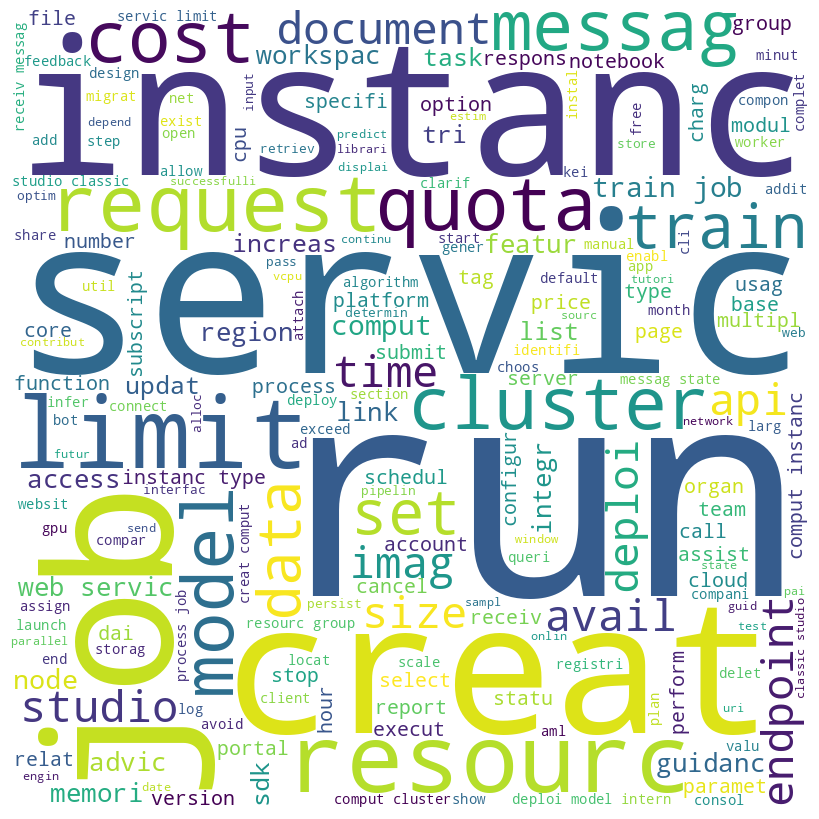 file
servic limit
cost
document
messag
group
receiv messag
feedback
design
workspac
task
respons
notebook
minut
instanc
migrat
net
input
specifi
option
estim
instal
charg
free
compon
complet
add
depend
step
exist
open
cpu
predict
tri
store
modul
worker
retriev
librari
allow
displai
studio classic
successfulli
clarif
kei
train job
addit
optim
request
quota
train
share
number
increas
continu
start
gener
featur
manual
cli
enabl
pass
vcpu
attach
tag
default
app
tutori
type
month
usag
util
subscript
algorithm
platform
determin
price
sourc
base
core
contribut
region
comput
list
identifi
page
multipl
web
servic
submit
server
choos
function
updat
process
time
messag state
infer
connect
alloc
deploy
section
cluster
api
bot
limit
link
network
larg
futur
ad
exceed
run
access
instanc type
interfac
schedul
pipelin
configur
integr
deploi
organ
comput instanc
websit
job
model
data
set
team
gpu
send
compar
creat comput
account
window
queri
call
state
imag
assist
web servic
cancel
cloud
compani
pai
assign
persist
size
sampl
receiv
avail
guid
test
launch
parallel
dai
storag
process job
resourc group
onlin
endpoint
classic studio
end
creat
node
locat
stop
scale
select
registri
delet
client
statu
plan
perform
uri
studio
log
hour
report
avoid
execut
aml
relat
advic
portal
resourc
guidanc
valu
engin
memori
date
version
sdk
comput cluster
show
deploi model
intern
paramet
consol